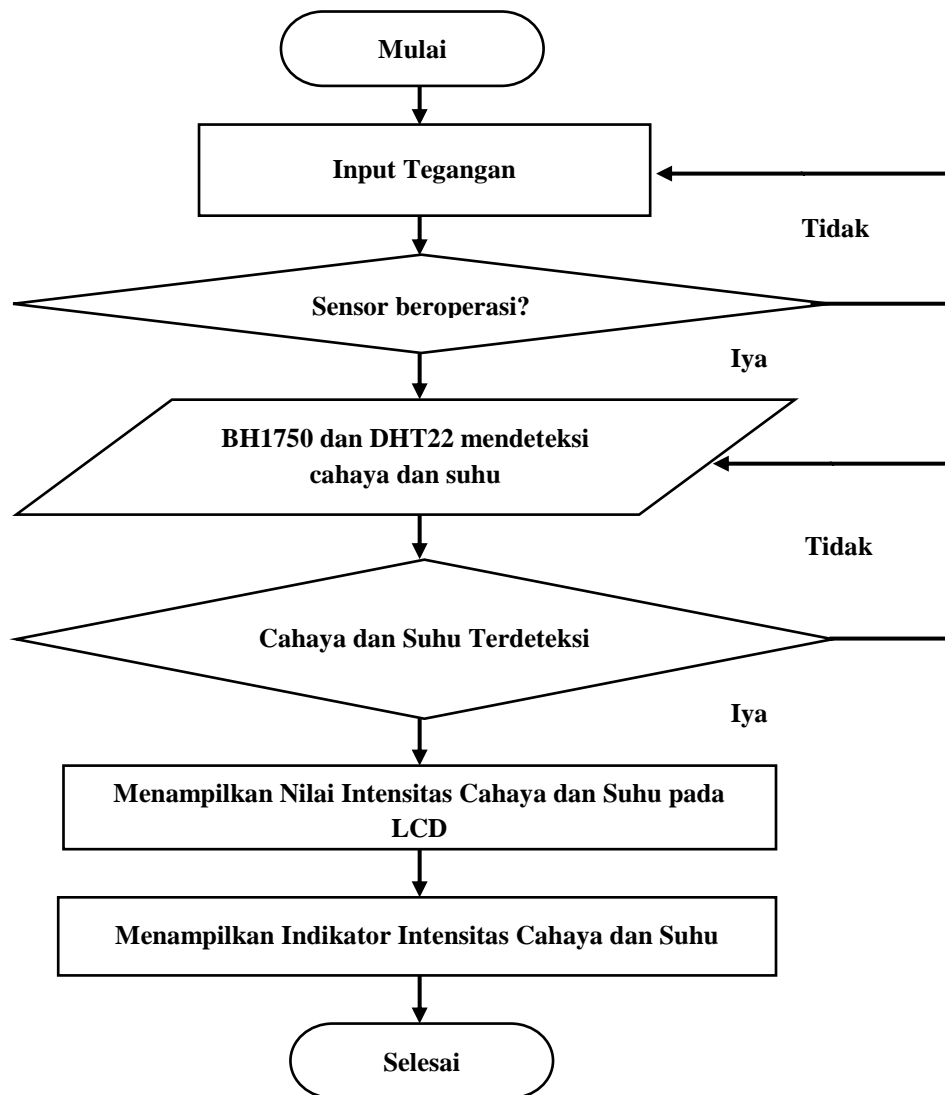 Mulai
Input Tegangan
Tidak
Sensor beroperasi?
Iya
BH1750 dan DHT22 mendeteksi
cahaya dan suhu
Tidak
Cahaya dan Suhu Terdeteksi
Iya
Menampilkan Nilai Intensitas Cahaya dan Suhu pada
LCD
Menampilkan Indikator Intensitas Cahaya dan Suhu
Selesai